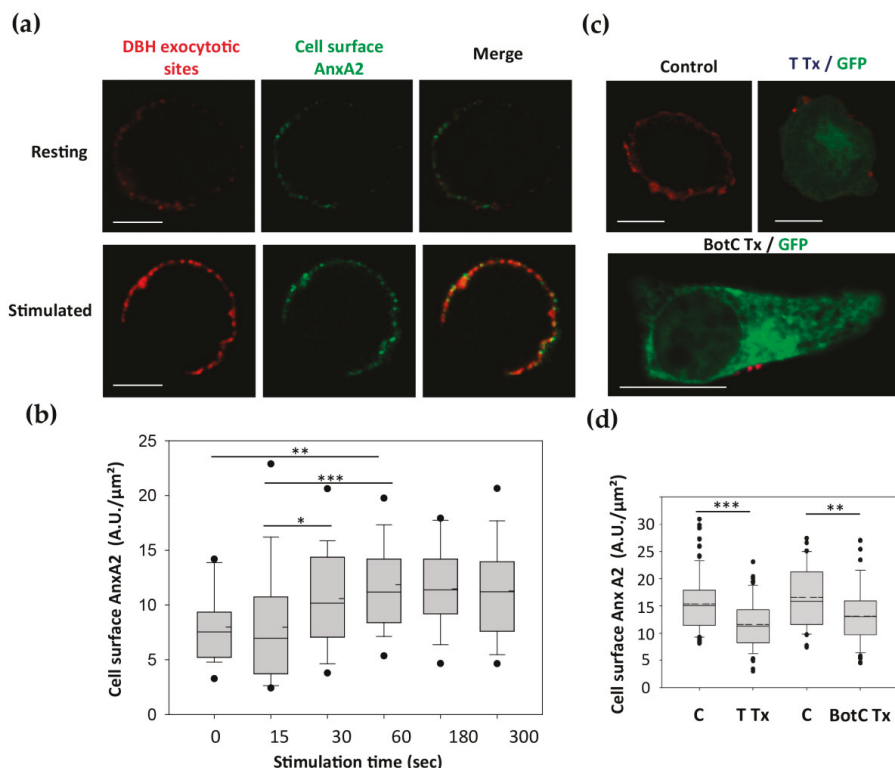 (a)
DBH exocytotic
sites
Cell surface
AnxA2
Merge
Resting
Stimulated
(c)
Control
T Tx / GFP
BotC Tx / GFP
(b)
Cell surface AnxA2 (A.U./µm²)
25
20
15
10
5
0
**
***
*
0 15 30 60 180 300
Stimulation time (sec)
(d)
Cell surface Anx A2 (A.U./µm²)
30
25
20
15
10
5
0
***
**
C T Tx C BotC Tx